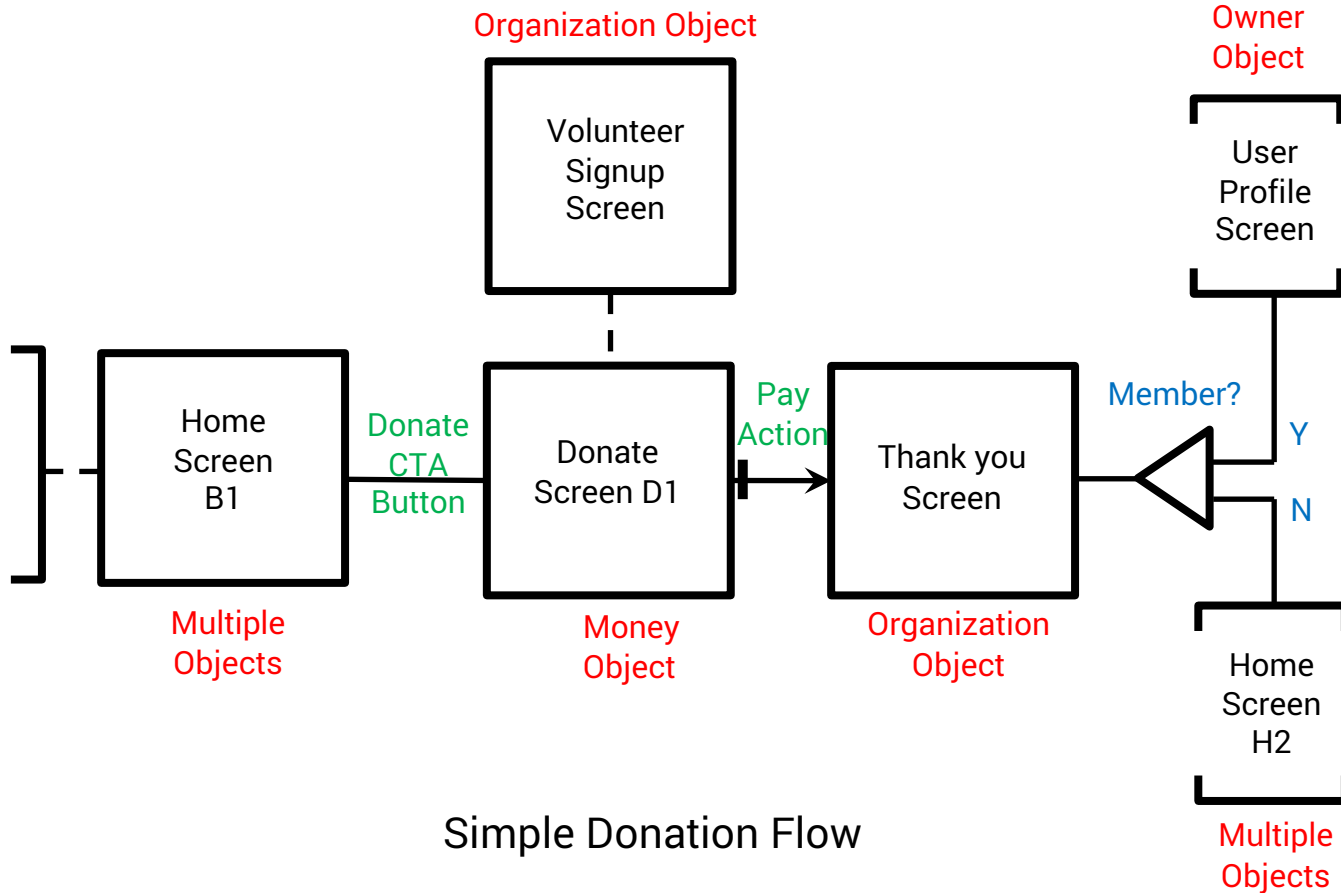 Organization Object
Volunteer
Signup
Screen
Owner
Object
User
Profile
Screen
Home
Screen
B1
Multiple
Objects
Donate
CTA
Button
Donate
Screen D1
Money
Object
Pay
Action
Thank you
Screen
Organization
Object
Member?
Y
N
Home
Screen
H2
Multiple
Objects
Simple Donation Flow